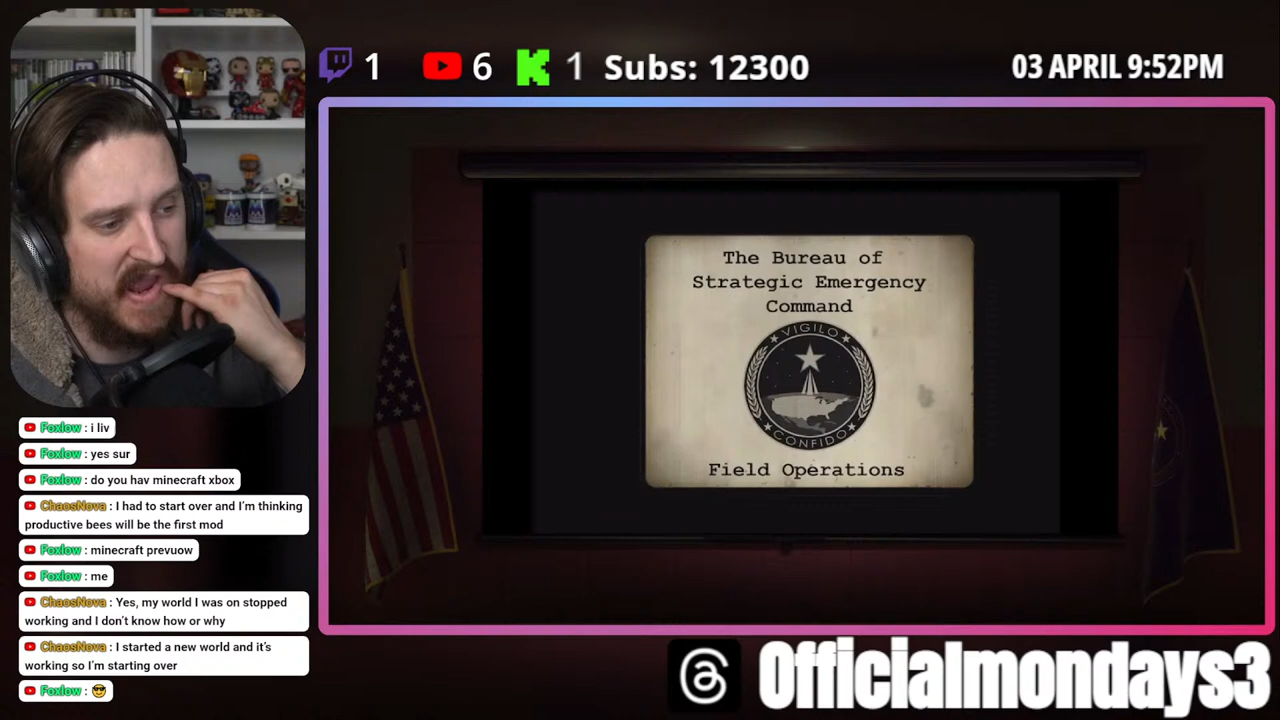 1 6 1 Subs: 12300 03 APRIL 9:52PM
The Bureau of
Strategic Emergency
Command
VIGILO
CONFIDO
Field Operations
Foxlow : i liv
Foxlow : yes sur
Foxlow : do you hav minecraft xbox
ChaosNova : I had to start over and I'm thinking
productive bees will be the first mod
Foxlow : minecraft prevuow
Foxlow : me
ChaosNova : Yes, my world I was on stopped
working and I don't know how or why
ChaosNova : I started a new world and it's
working so I'm starting over
Foxlow : 😎
Officialmondays3